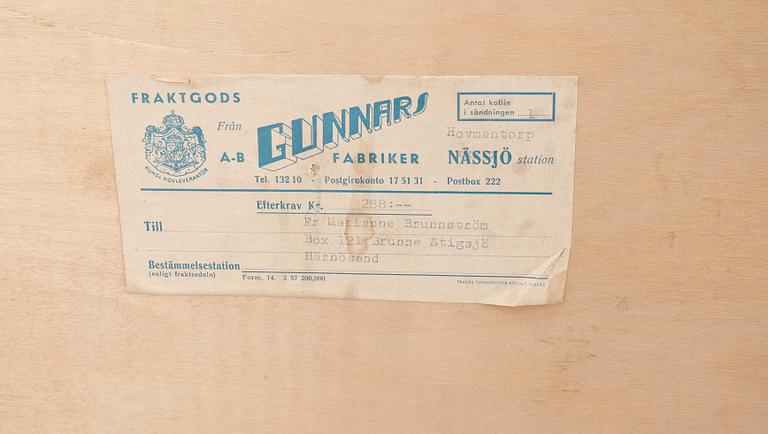 FRAKTGODS
Från
KUNGL. HOVLEVERANTÖR
A-B GUNNARS FABRIKER
Antal kollin
i sändningen 1
Hovmantorp
NÄSSJÖ station
Tel. 132 10 - Postgirokonto 17 51 31 - Postbox 222
Efterkrav Kr. 288:--
Till Fr Marianne Brunnström
Box 121 Brunne Stigsjö
Härnösand
Bestämmelsestation
(enligt fraktsedeln)
Form. 14. 2 57 200,000